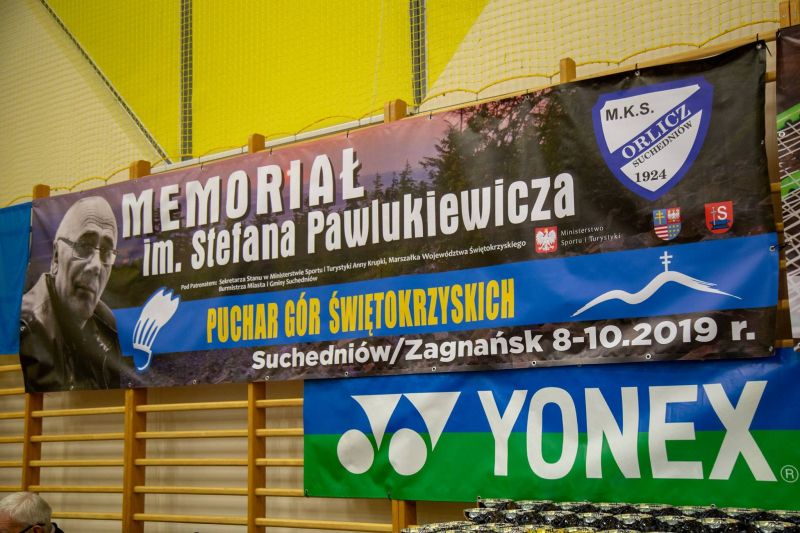 MEMORIAŁ
im. Stefana Pawlukiewicza
Pod Patronatem: Sekretarza Stanu w Ministerstwie Sportu i Turystyki Anny Krupki, Marszałka Województwa Świętokrzyskiego
Burmistrza Miasta i Gminy Suchedniów
M.K.S.
ORLICZ
SUCHEDNIÓW
1924
Ministerstwo
Sportu i Turystyki
PUCHAR GÓR ŚWIĘTOKRZYSKICH
Suchedniów/Zagnańsk 8-10.2019 r.
YONEX®